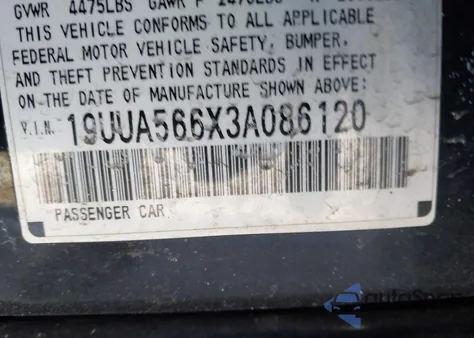 GVWR 4475LBS GAWR F
THIS VEHICLE CONFORMS TO ALL APPLICABLE
FEDERAL MOTOR VEHICLE SAFETY, BUMPER,
AND THEFT PREVENTION STANDARDS IN EFFECT
ON THE DATE OF MANUFACTURE SHOWN ABOVE:
V.I.N. 19UUA566X3A086120
PASSENGER CAR